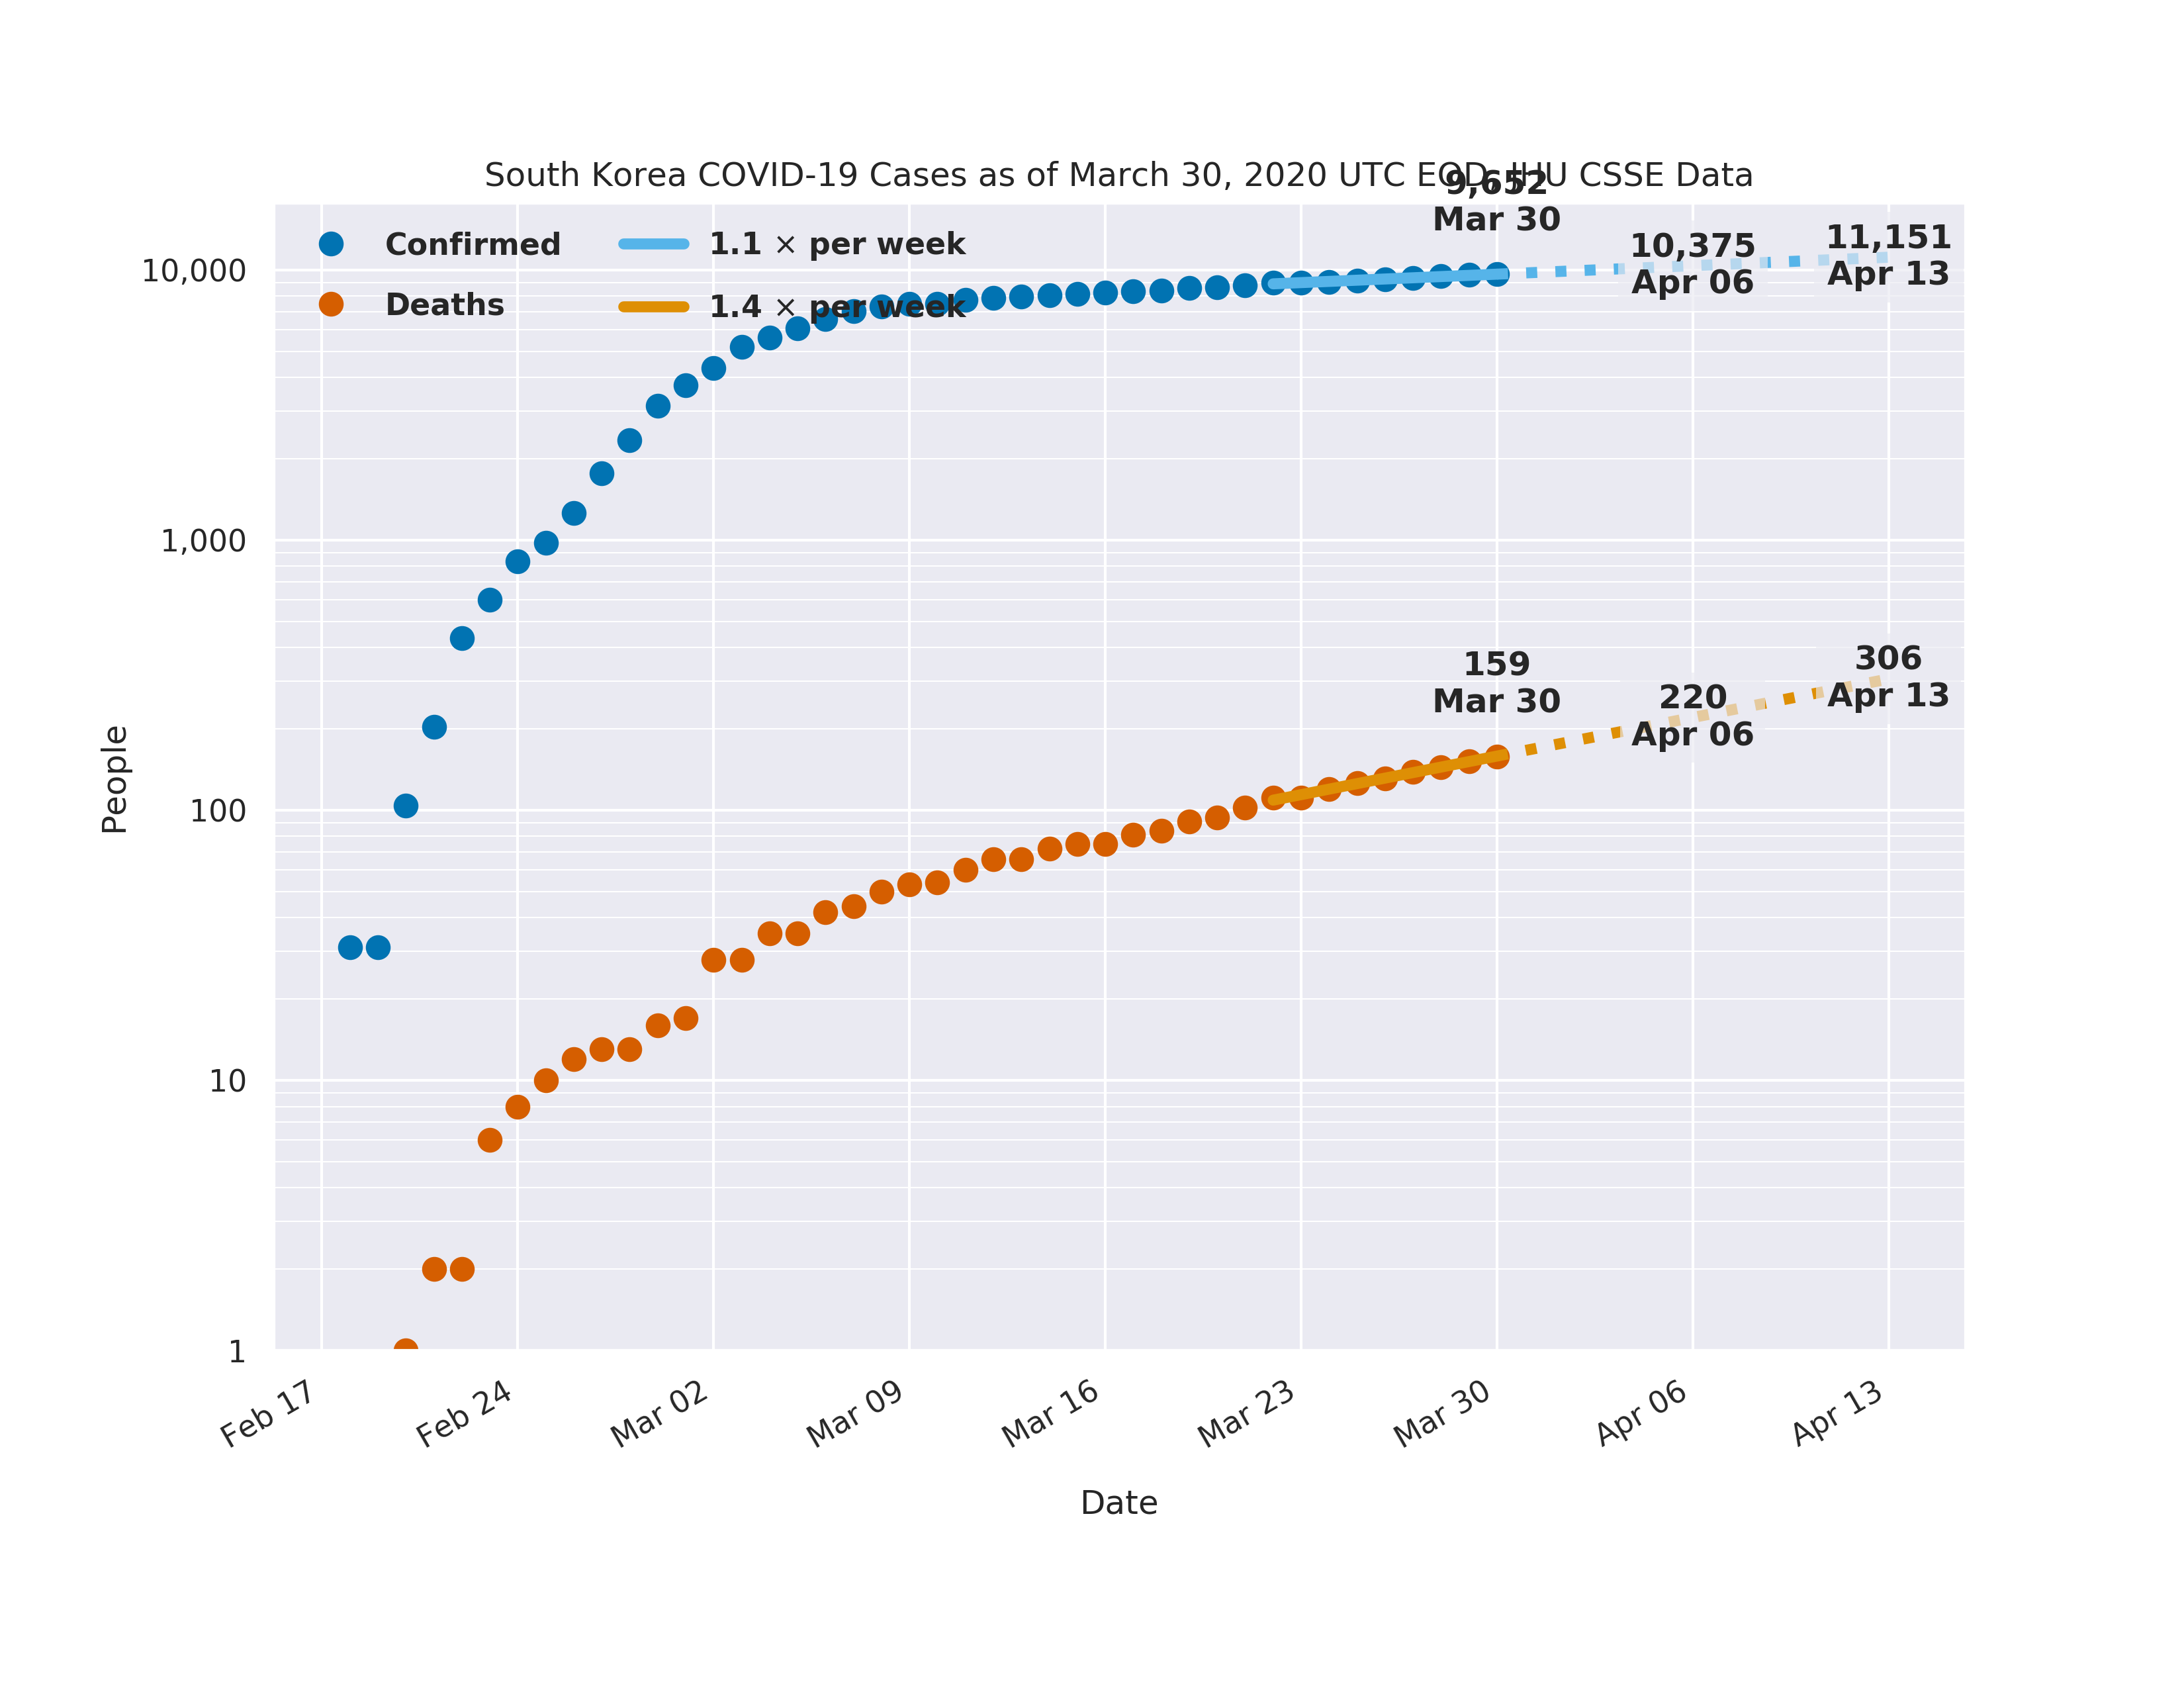 South Korea COVID-19 Cases as of March 30, 2020 UTC EOD, JHU CSSE Data
9,652
Mar 30
10,375
Apr 06
11,151
Apr 13
Confirmed
1.1 × per week
Deaths
1.4 × per week
159
Mar 30
220
Apr 06
306
Apr 13
People
10,000
1,000
100
10
1
Feb 17
Feb 24
Mar 02
Mar 09
Mar 16
Mar 23
Mar 30
Apr 06
Apr 13
Date